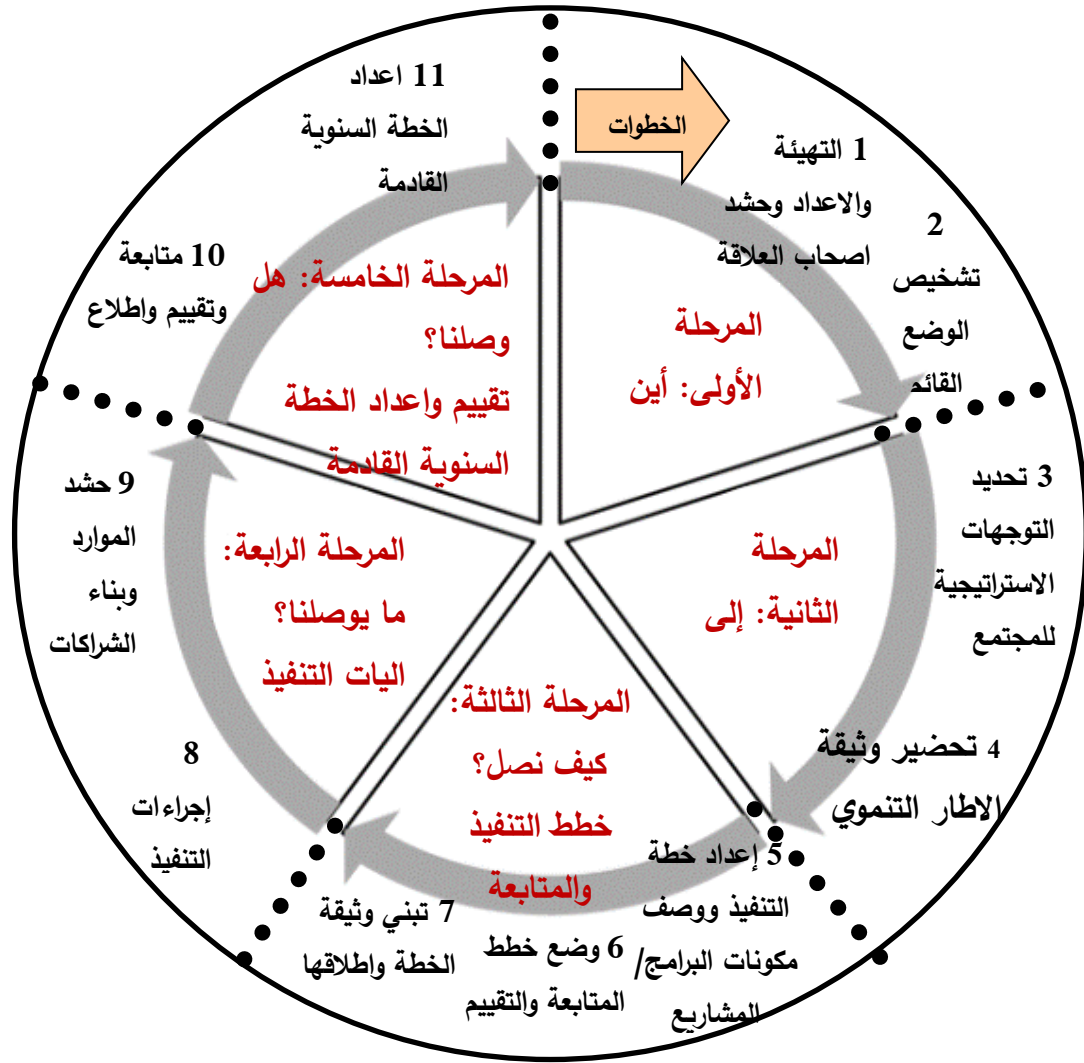 الخطوات
1 التهيئة
والاعداد وحشد
اصحاب العلاقة
2
تشخيص
الوضع
القائم
المرحلة
الأولى: أين
3 تحديد
التوجهات
الاستراتيجية
للمجتمع
4 تحضير وثيقة
الاطار التنموي
المرحلة
الثانية: إلى
5 إعداد خطة
التنفيذ ووصف
مكونات البرامج/
المشاريع
6 وضع خطط
المتابعة والتقييم
7 تبني وثيقة
الخطة واطلاقها
المرحلة الثالثة:
كيف نصل؟
خطط التنفيذ
والمتابعة
8
إجراءات
التنفيذ
9 حشد
الموارد
وبناء
الشراكات
المرحلة الرابعة:
ما يوصلنا؟
اليات التنفيذ
10 متابعة
وتقييم واطلاع
11 اعداد
الخطة السنوية
القادمة
المرحلة الخامسة: هل
وصلنا؟
تقييم واعداد الخطة
السنوية القادمة